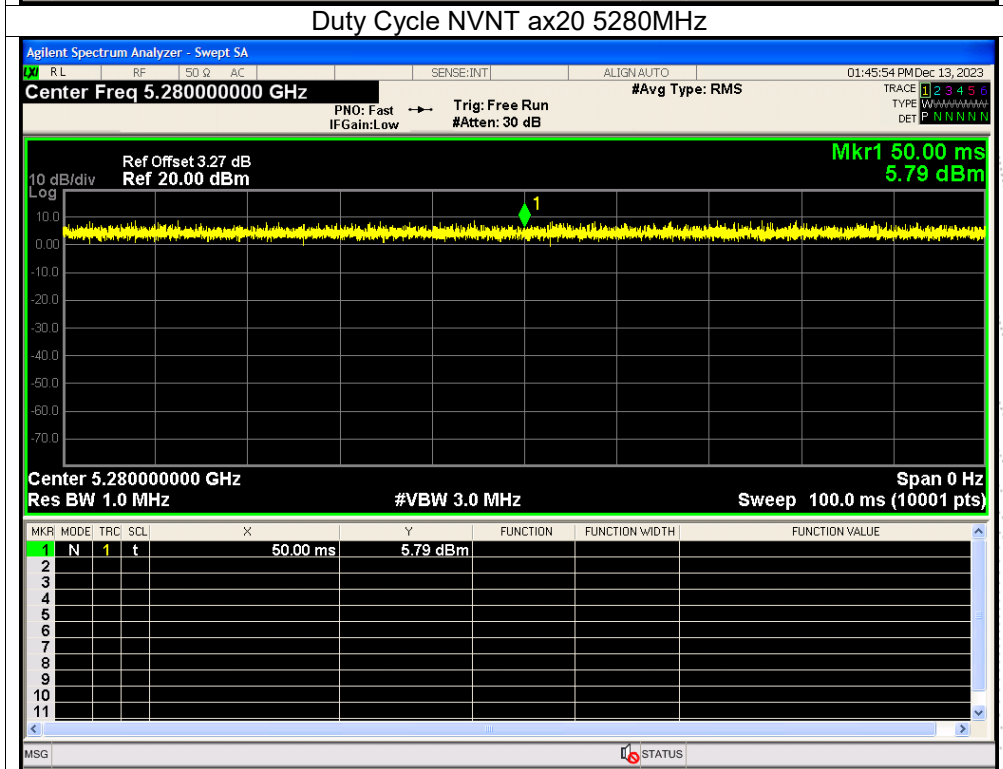 Duty Cycle NVNT ax20 5280MHz
Agilent Spectrum Analyzer - Swept SA
LXI RL RF 50 Ω AC SENSE:INT ALIGN AUTO 01:45:54 PM Dec 13, 2023
Center Freq 5.280000000 GHz #Avg Type: RMS TRACE 1 2 3 4 5 6
PNO: Fast Trig: Free Run TYPE WWWWWW
IFGain:Low #Atten: 30 dB DET P N N N N N
Mkr1 50.00 ms
Ref Offset 3.27 dB
10 dB/div Ref 20.00 dBm 5.79 dBm
Log
1
10.0
0.00
-10.0
-20.0
-30.0
-40.0
-50.0
-60.0
-70.0
Center 5.280000000 GHz Span 0 Hz
Res BW 1.0 MHz #VBW 3.0 MHz Sweep 100.0 ms (10001 pts)
MKR MODE TRC SCL X Y FUNCTION FUNCTION WIDTH FUNCTION VALUE
1 N 1 t 50.00 ms 5.79 dBm
2
3
4
5
6
7
8
9
10
11
MSG STATUS